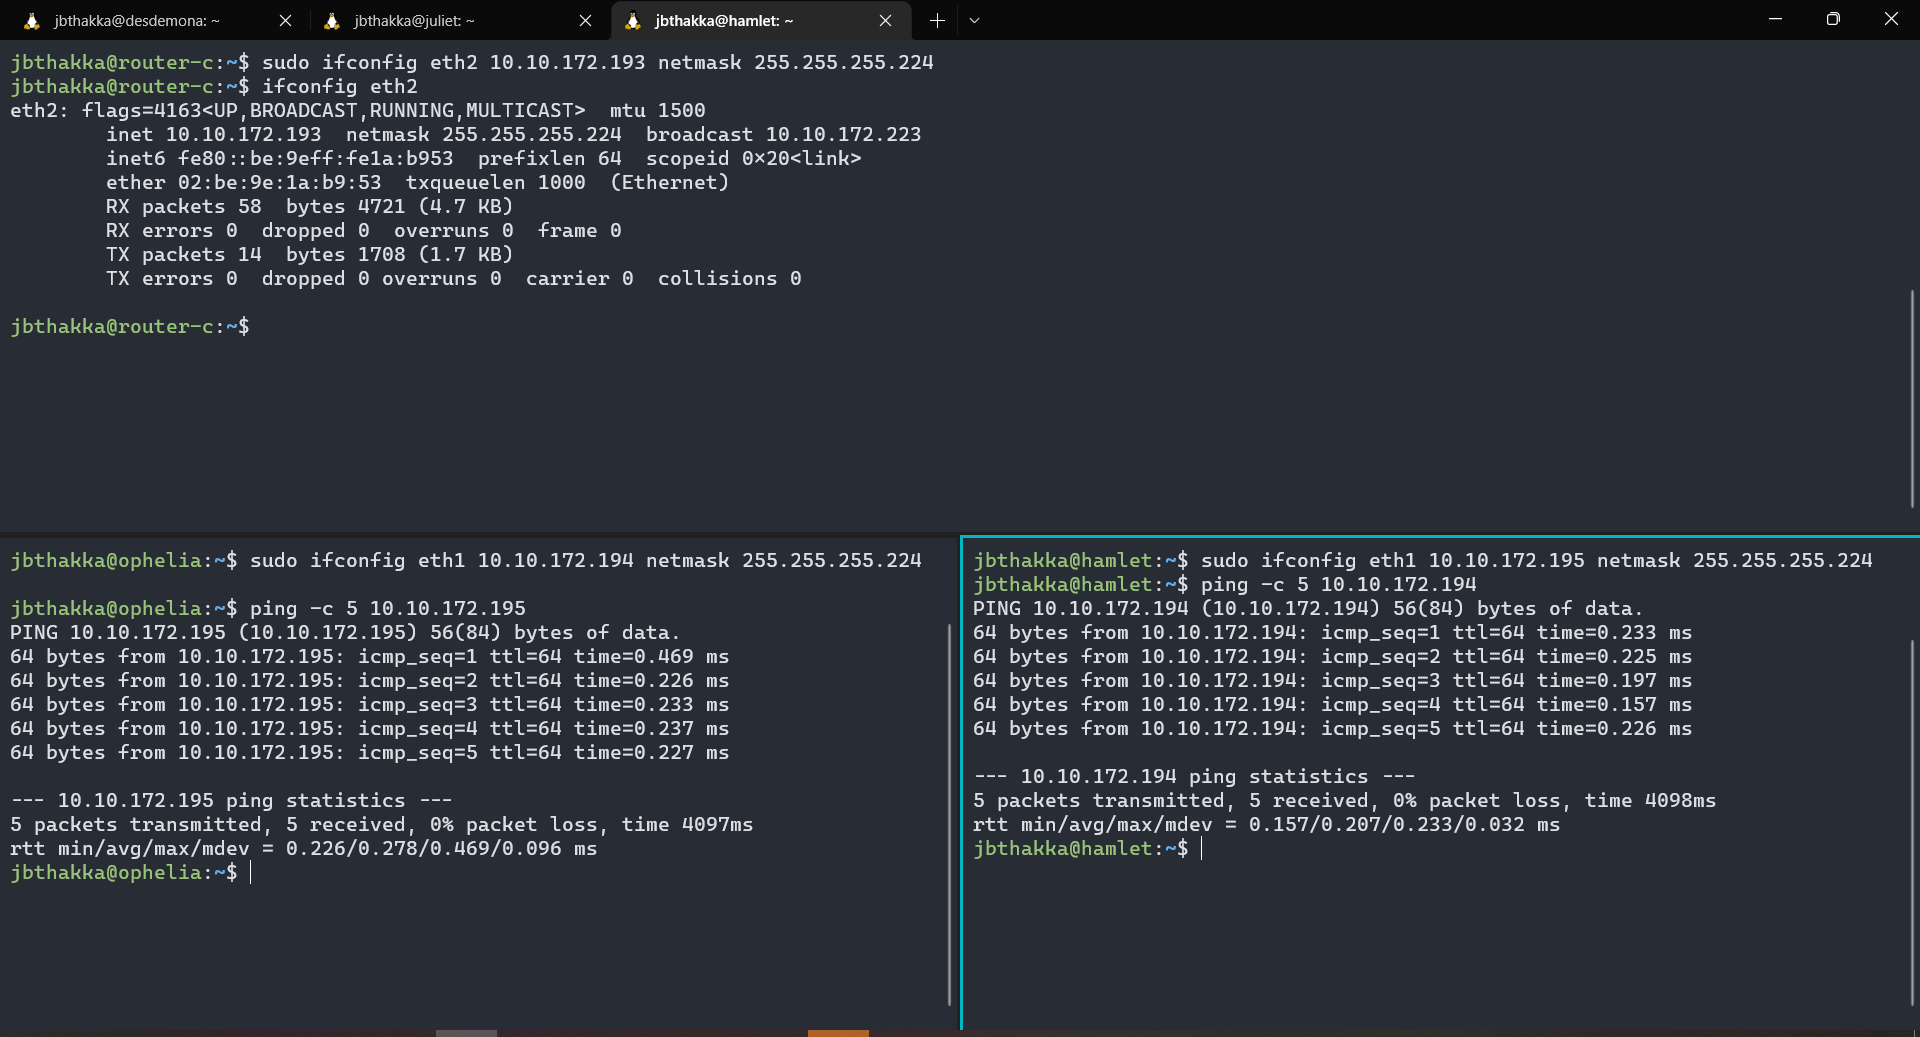 jbthakka@desdemona: ~
jbthakka@juliet: ~
jbthakka@hamlet: ~
jbthakka@router-c:~$ sudo ifconfig eth2 10.10.172.193 netmask 255.255.255.224
jbthakka@router-c:~$ ifconfig eth2
eth2: flags=4163<UP,BROADCAST,RUNNING,MULTICAST>  mtu 1500
        inet 10.10.172.193  netmask 255.255.255.224  broadcast 10.10.172.223
        inet6 fe80::be:9eff:fe1a:b953  prefixlen 64  scopeid 0×20<link>
        ether 02:be:9e:1a:b9:53  txqueuelen 1000  (Ethernet)
        RX packets 58  bytes 4721 (4.7 KB)
        RX errors 0  dropped 0  overruns 0  frame 0
        TX packets 14  bytes 1708 (1.7 KB)
        TX errors 0  dropped 0 overruns 0  carrier 0  collisions 0
jbthakka@router-c:~$
jbthakka@ophelia:~$ sudo ifconfig eth1 10.10.172.194 netmask 255.255.255.224
jbthakka@ophelia:~$ ping -c 5 10.10.172.195
PING 10.10.172.195 (10.10.172.195) 56(84) bytes of data.
64 bytes from 10.10.172.195: icmp_seq=1 ttl=64 time=0.469 ms
64 bytes from 10.10.172.195: icmp_seq=2 ttl=64 time=0.226 ms
64 bytes from 10.10.172.195: icmp_seq=3 ttl=64 time=0.233 ms
64 bytes from 10.10.172.195: icmp_seq=4 ttl=64 time=0.237 ms
64 bytes from 10.10.172.195: icmp_seq=5 ttl=64 time=0.227 ms
--- 10.10.172.195 ping statistics ---
5 packets transmitted, 5 received, 0% packet loss, time 4097ms
rtt min/avg/max/mdev = 0.226/0.278/0.469/0.096 ms
jbthakka@ophelia:~$
jbthakka@hamlet:~$ sudo ifconfig eth1 10.10.172.195 netmask 255.255.255.224
jbthakka@hamlet:~$ ping -c 5 10.10.172.194
PING 10.10.172.194 (10.10.172.194) 56(84) bytes of data.
64 bytes from 10.10.172.194: icmp_seq=1 ttl=64 time=0.233 ms
64 bytes from 10.10.172.194: icmp_seq=2 ttl=64 time=0.225 ms
64 bytes from 10.10.172.194: icmp_seq=3 ttl=64 time=0.197 ms
64 bytes from 10.10.172.194: icmp_seq=4 ttl=64 time=0.157 ms
64 bytes from 10.10.172.194: icmp_seq=5 ttl=64 time=0.226 ms
--- 10.10.172.194 ping statistics ---
5 packets transmitted, 5 received, 0% packet loss, time 4098ms
rtt min/avg/max/mdev = 0.157/0.207/0.233/0.032 ms
jbthakka@hamlet:~$